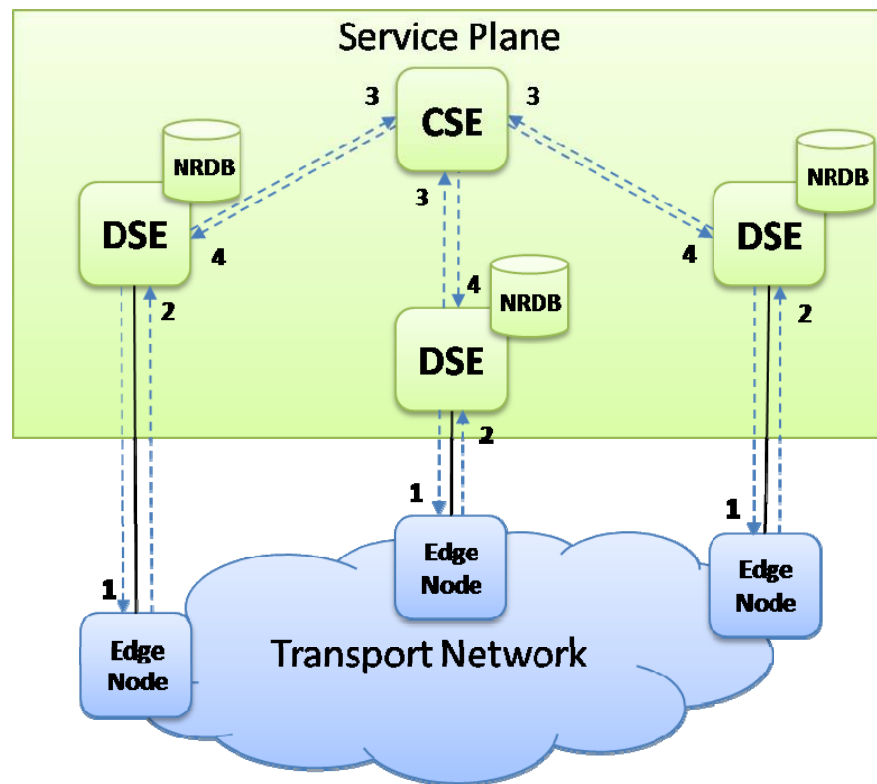 Service Plane
3
CSE
3
NRDB
NRDB
DSE
3
DSE
4
4
2
4
NRDB
2
DSE
2
1
1
Edge
Node
Edge
Node
1
Edge
Node
Transport Network